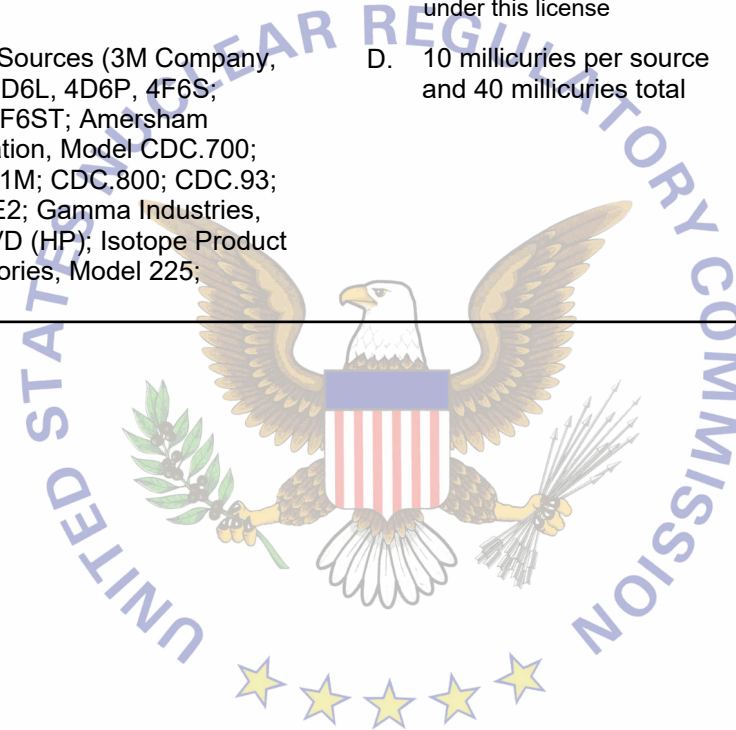 under this license
Sources (3M Company,
D6L, 4D6P, 4F6S;
F6ST; Amersham
tion, Model CDC.700;
1M; CDC.800; CDC.93;
E2; Gamma Industries,
VD (HP); Isotope Product
ories, Model 225;
D. 10 millicuries per source
and 40 millicuries total
UNITED STATES NUCLEAR REGULATORY COMMISSION